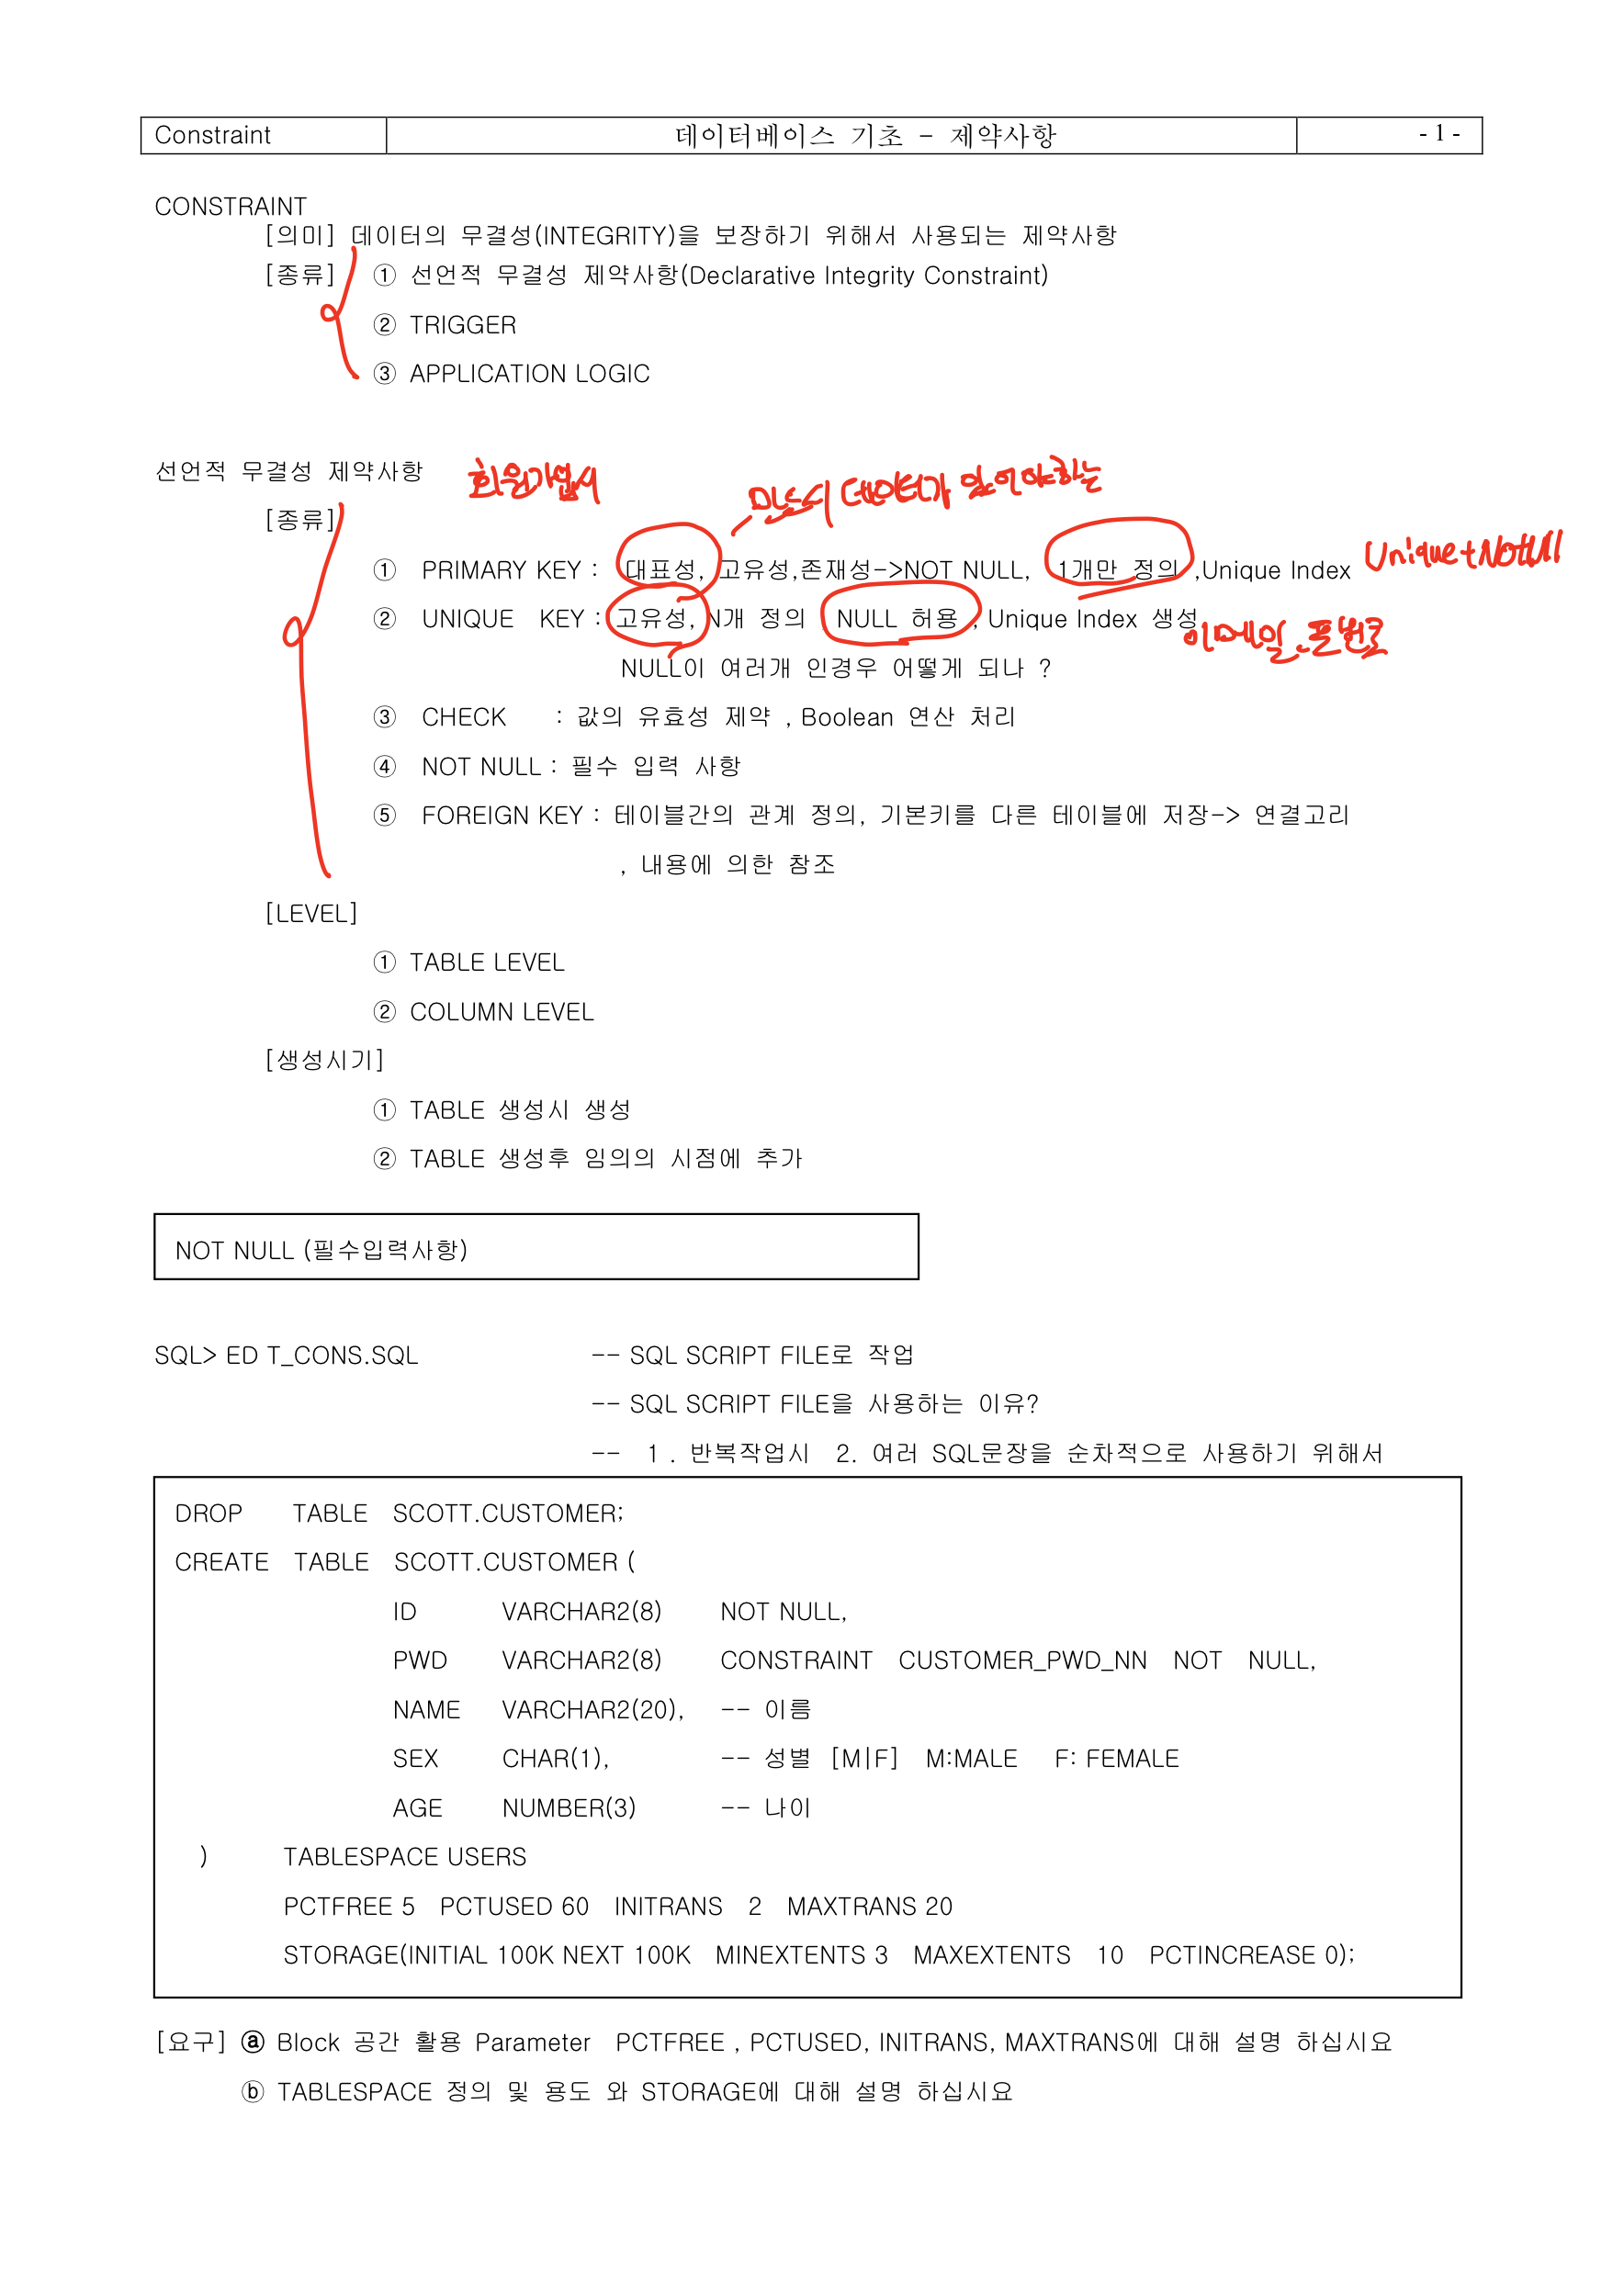 Constraint 데이터베이스 기초 - 제약사항 - 1 -
CONSTRAINT
[의미] 데이터의 무결성(INTEGRITY)을 보장하기 위해서 사용되는 제약사항
[종류] ① 선언적 무결성 제약사항(Declarative Integrity Constraint)
② TRIGGER
③ APPLICATION LOGIC
선언적 무결성 제약사항 회원가입시
반드시 데이터가 있어야하는
[종류]
① PRIMARY KEY : 대표성, 고유성,존재성->NOT NULL, 1개만 정의 ,Unique Index Unique+Notnull
② UNIQUE KEY : 고유성, N개 정의 NULL 허용 , Unique Index 생성
이메일, 폰번호
NULL이 여러개 인경우 어떻게 되나 ?
③ CHECK : 값의 유효성 제약 , Boolean 연산 처리
④ NOT NULL : 필수 입력 사항
⑤ FOREIGN KEY : 테이블간의 관계 정의, 기본키를 다른 테이블에 저장-> 연결고리
, 내용에 의한 참조
[LEVEL]
① TABLE LEVEL
② COLUMN LEVEL
[생성시기]
① TABLE 생성시 생성
② TABLE 생성후 임의의 시점에 추가
NOT NULL (필수입력사항)
SQL> ED T_CONS.SQL -- SQL SCRIPT FILE로 작업
-- SQL SCRIPT FILE을 사용하는 이유?
-- 1 . 반복작업시 2. 여러 SQL문장을 순차적으로 사용하기 위해서
DROP TABLE SCOTT.CUSTOMER;
CREATE TABLE SCOTT.CUSTOMER (
ID VARCHAR2(8) NOT NULL,
PWD VARCHAR2(8) CONSTRAINT CUSTOMER_PWD_NN NOT NULL,
NAME VARCHAR2(20), -- 이름
SEX CHAR(1), -- 성별 [M|F] M:MALE F: FEMALE
AGE NUMBER(3) -- 나이
) TABLESPACE USERS
PCTFREE 5 PCTUSED 60 INITRANS 2 MAXTRANS 20
STORAGE(INITIAL 100K NEXT 100K MINEXTENTS 3 MAXEXTENTS 10 PCTINCREASE 0);
[요구] ⓐ Block 공간 활용 Parameter PCTFREE , PCTUSED, INITRANS, MAXTRANS에 대해 설명 하십시요
ⓑ TABLESPACE 정의 및 용도 와 STORAGE에 대해 설명 하십시요